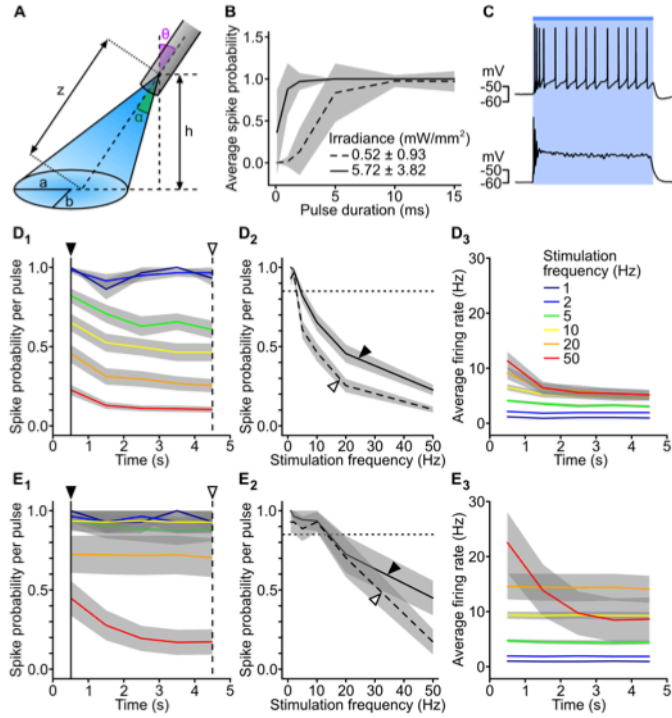 A
θ
z
α
h
a
b
B
Average spike probability
1.5
1.0
0.5
0.0
Irradiance (mW/mm²)
0.52 ± 0.93
5.72 ± 3.82
0 5 10 15
Pulse duration (ms)
C
mV
-50
-60
mV
-50
-60
D1
Spike probability per pulse
1.0
0.5
0.0
0 1 2 3 4 5
Time (s)
D2
Spike probability per pulse
1.0
0.5
0.0
0 10 20 30 40 50
Stimulation frequency (Hz)
D3
Average firing rate (Hz)
30
20
10
0
Stimulation
frequency (Hz)
1
2
5
10
20
50
0 1 2 3 4 5
Time (s)
E1
Spike probability per pulse
1.0
0.5
0.0
0 1 2 3 4 5
Time (s)
E2
Spike probability per pulse
1.0
0.5
0.0
0 10 20 30 40 50
Stimulation frequency (Hz)
E3
Average firing rate (Hz)
30
20
10
0
0 1 2 3 4 5
Time (s)